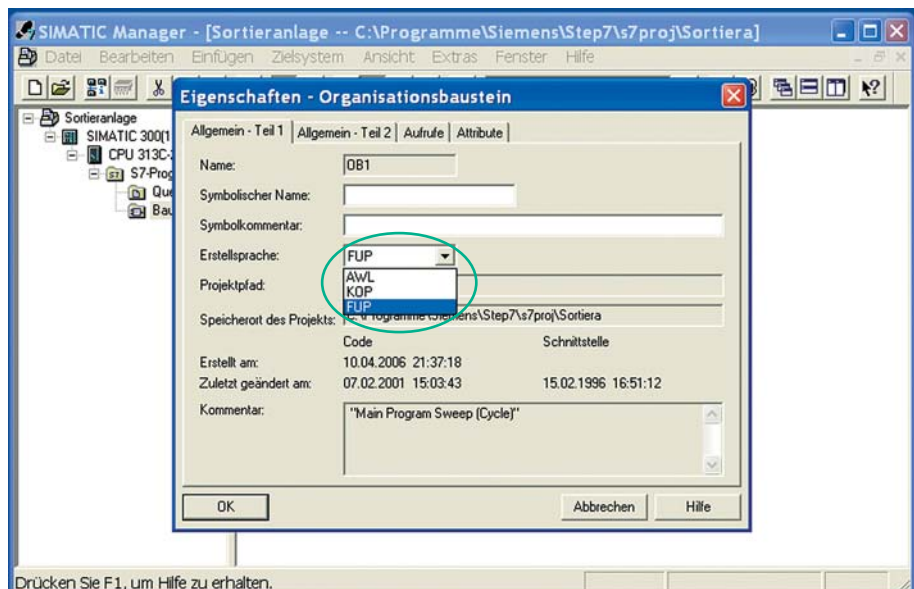 SIMATIC Manager - [Sortieranlage -- C:\Programme\Siemens\Step7\s7proj\Sortiera]
Datei Bearbeiten Einfügen Zielsystem Ansicht Extras Fenster Hilfe
Sortieranlage
SIMATIC 300(1
CPU 313C-
S7-Prog
Que
Bau
Eigenschaften - Organisationsbaustein
Allgemein - Teil 1 Allgemein - Teil 2 Aufrufe Attribute
Name: OB1
Symbolischer Name:
Symbolkommentar:
Erstellsprache: FUP
AWL
KOP
FUP
Projektpfad:
Speicherort des Projekts: C:\Programme\Siemens\Step7\s7proj\Sortiera
Code Schnittstelle
Erstellt am: 10.04.2006 21:37:18
Zuletzt geändert am: 07.02.2001 15:03:43 15.02.1996 16:51:12
Kommentar: "Main Program Sweep (Cycle)"
OK Abbrechen Hilfe
Drücken Sie F1, um Hilfe zu erhalten.